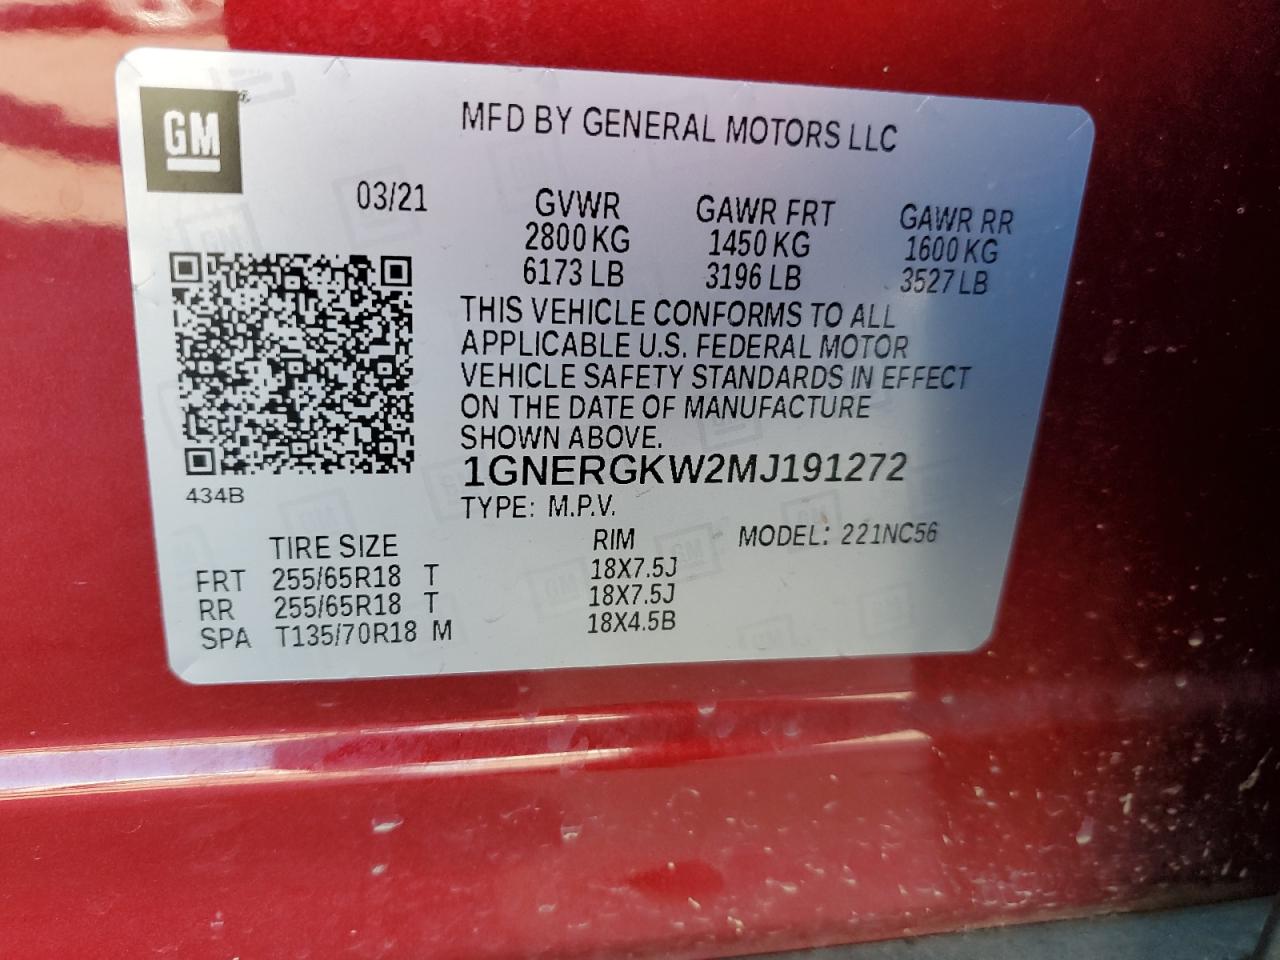 GM
MFD BY GENERAL MOTORS LLC
03/21 GVWR GAWR FRT GAWR RR
2800 KG 1450 KG 1600 KG
6173 LB 3196 LB 3527 LB
THIS VEHICLE CONFORMS TO ALL
APPLICABLE U.S. FEDERAL MOTOR
VEHICLE SAFETY STANDARDS IN EFFECT
ON THE DATE OF MANUFACTURE
SHOWN ABOVE.
1GNERGKW2MJ191272
434B
TYPE: M.P.V.
TIRE SIZE RIM MODEL: 221NC56
FRT 255/65R18 T 18X7.5J
RR 255/65R18 T 18X7.5J
SPA T135/70R18 M 18X4.5B